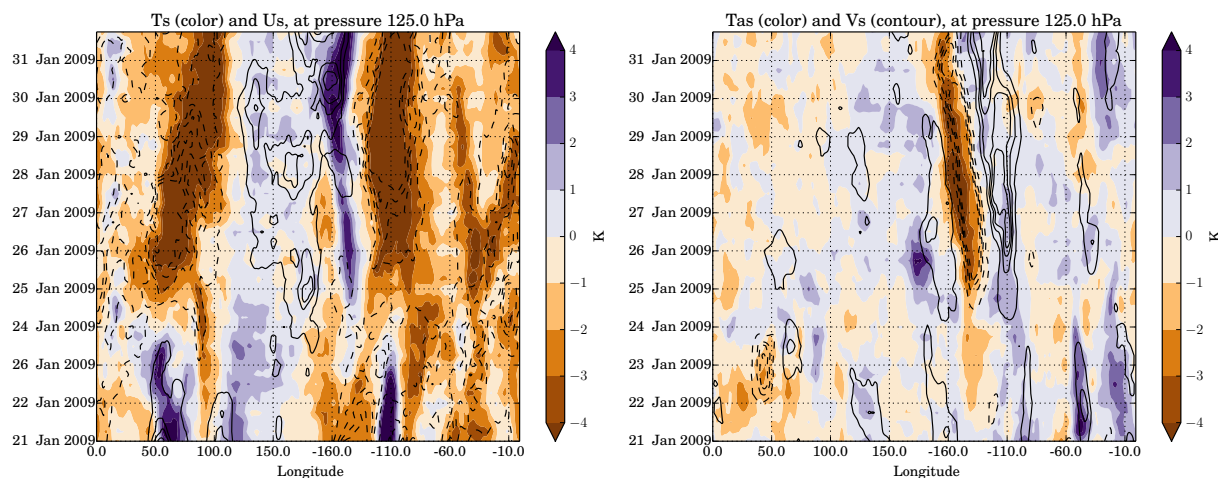 Ts (color) and Us, at pressure 125.0 hPa
31 Jan 2009
30 Jan 2009
29 Jan 2009
28 Jan 2009
27 Jan 2009
26 Jan 2009
25 Jan 2009
24 Jan 2009
26 Jan 2009
22 Jan 2009
21 Jan 2009
0.0 50.0 100.0 150.0 -160.0 -110.0 -60.0 -10.0
Longitude
4
3
2
1
0
−1
−2
−3
−4
K
Tas (color) and Vs (contour), at pressure 125.0 hPa
31 Jan 2009
30 Jan 2009
29 Jan 2009
28 Jan 2009
27 Jan 2009
26 Jan 2009
25 Jan 2009
24 Jan 2009
26 Jan 2009
22 Jan 2009
21 Jan 2009
0.0 50.0 100.0 150.0 -160.0 -110.0 -60.0 -10.0
Longitude
4
3
2
1
0
−1
−2
−3
−4
K